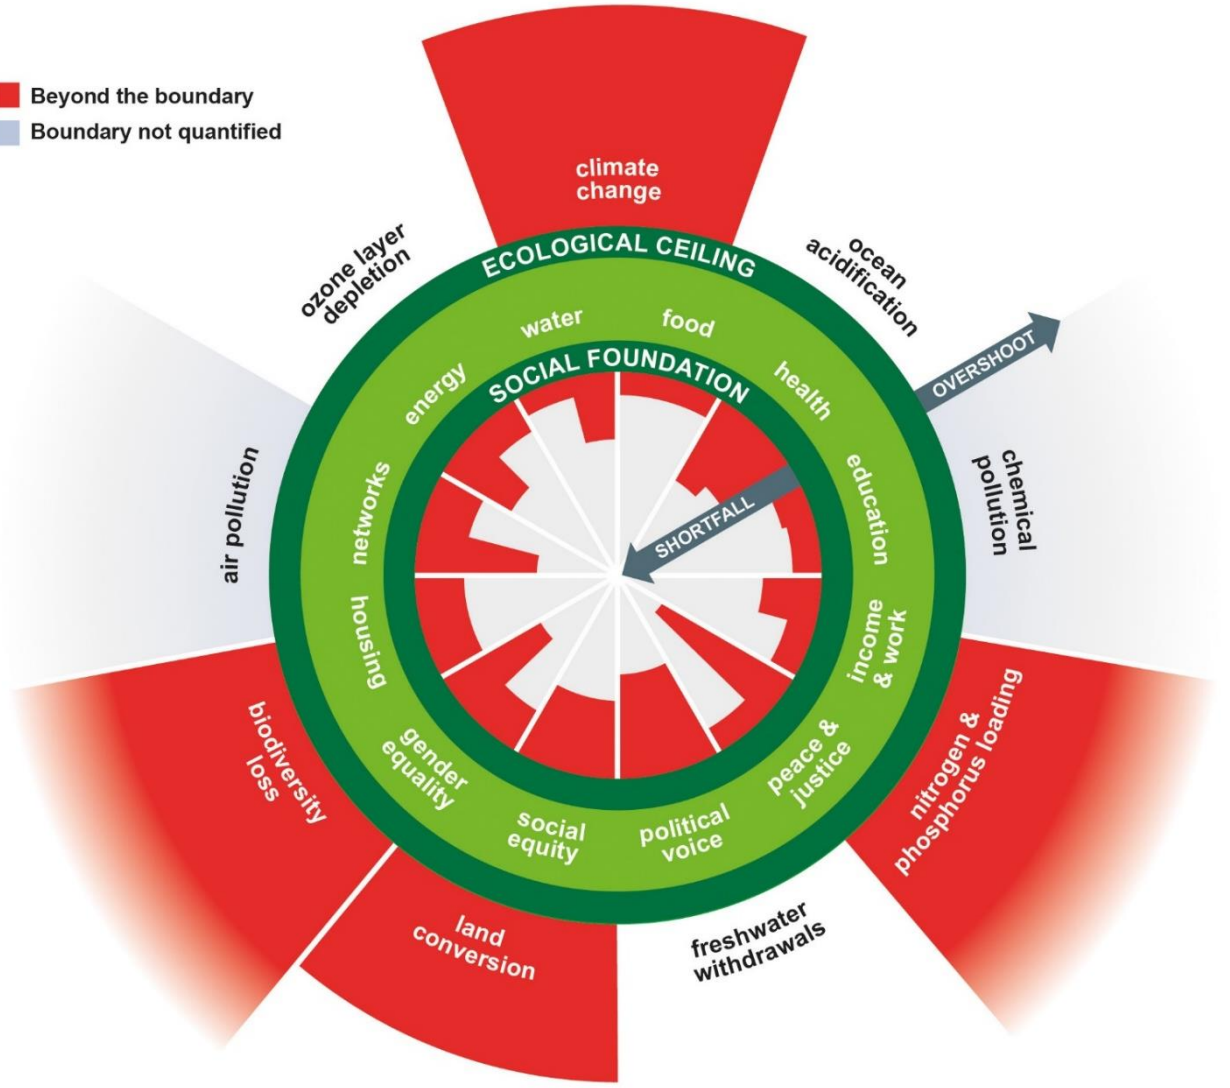 Beyond the boundary
Boundary not quantified
climate
change
ozone layer
depletion
ocean
acidification
ECOLOGICAL CEILING
OVERSHOOT
water
food
energy
health
SOCIAL FOUNDATION
air pollution
networks
education
chemical
pollution
SHORTFALL
housing
income
& work
biodiversity
loss
gender
equality
peace &
justice
nitrogen &
phosphorus loading
social
equity
political
voice
land
conversion
freshwater
withdrawals